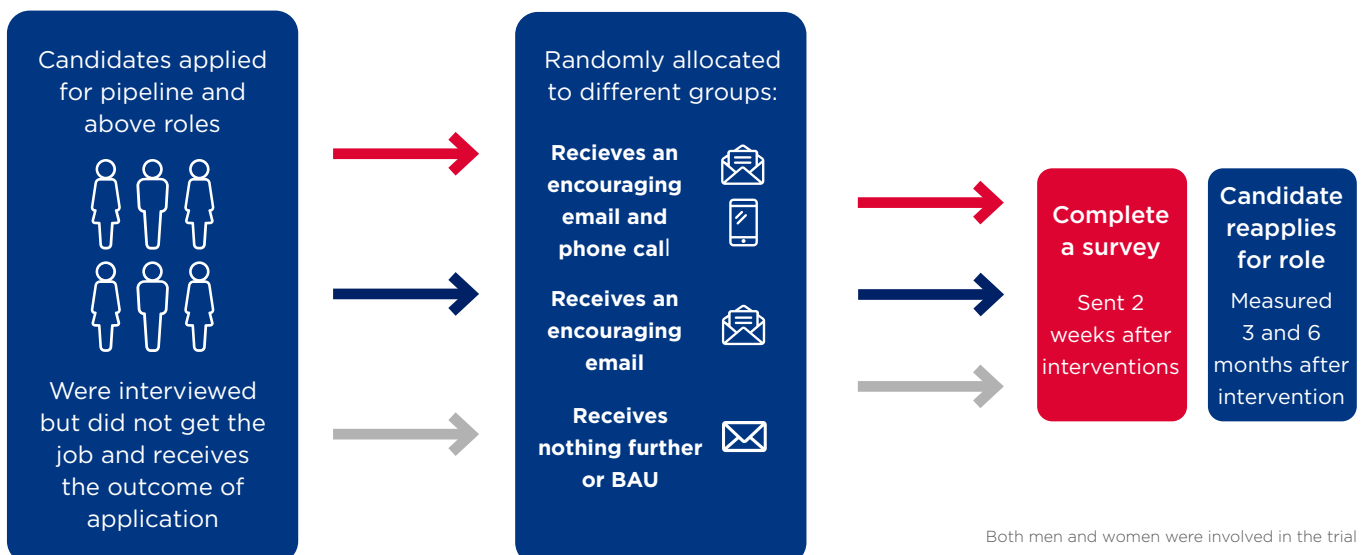 Candidates applied
for pipeline and
above roles
Were interviewed
but did not get the
job and receives
the outcome of
application
Randomly allocated
to different groups:
Recieves an
encouraging
email and
phone call
Receives an
encouraging
email
Receives
nothing further
or BAU
Complete
a survey
Sent 2
weeks after
interventions
Candidate
reapplies
for role
Measured
3 and 6
months after
intervention
Both men and women were involved in the trial